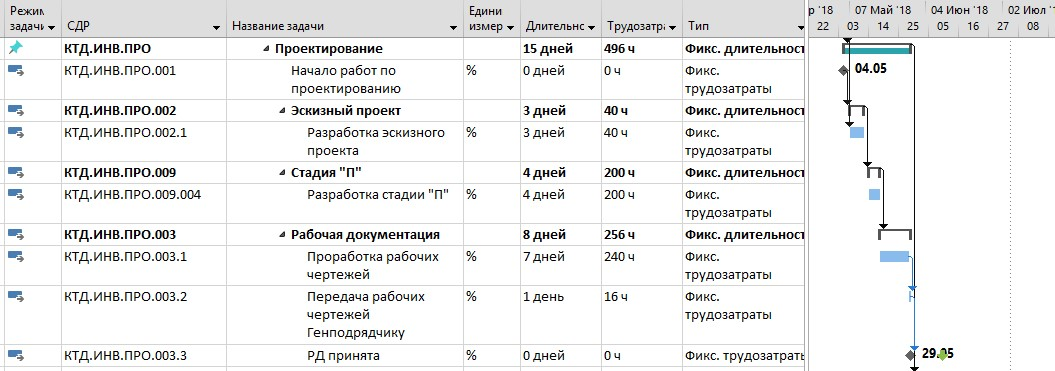 Режим задачи СДР Название задачи Едини измер Длительнс Трудозатра Тип р '18 07 Май '18 04 Июн '18 02 Июл
22 03 14 25 05 16 27 08
КТД.ИНВ.ПРО Проектирование 15 дней 496 ч Фикс. длительност
КТД.ИНВ.ПРО.001 Начало работ по проектированию % 0 дней 0 ч Фикс. трудозатраты 04.05
КТД.ИНВ.ПРО.002 Эскизный проект 3 дней 40 ч Фикс. длительност
КТД.ИНВ.ПРО.002.1 Разработка эскизного проекта % 3 дней 40 ч Фикс. трудозатраты
КТД.ИНВ.ПРО.009 Стадия "П" 4 дней 200 ч Фикс. длительност
КТД.ИНВ.ПРО.009.004 Разработка стадии "П" % 4 дней 200 ч Фикс. трудозатраты
КТД.ИНВ.ПРО.003 Рабочая документация 8 дней 256 ч Фикс. длительност
КТД.ИНВ.ПРО.003.1 Проработка рабочих чертежей % 7 дней 240 ч Фикс. трудозатраты
КТД.ИНВ.ПРО.003.2 Передача рабочих чертежей Генподрядчику % 1 день 16 ч Фикс. трудозатраты
КТД.ИНВ.ПРО.003.3 РД принята % 0 дней 0 ч Фикс. трудозатраты 29.05